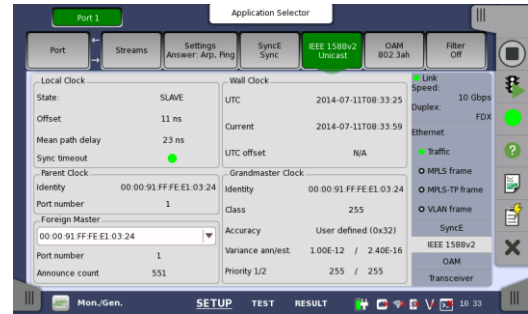 Port 1
Application Selector
Port
Streams
Settings
Answer: Arp, Ping
SyncE
Sync
IEEE 1588v2
Unicast
OAM
802.3ah
Filter
Off
Local Clock
State: SLAVE
Offset 11 ns
Mean path delay 23 ns
Sync timeout
Parent Clock
Identity 00:00:91:FF:FE:E1:03:24
Port number 1
Foreign Master
00:00:91:FF:FE:E1:03:24
Port number 1
Announce count 551
Wall Clock
UTC 2014-07-11T08:33:25
Current 2014-07-11T08:33:59
UTC offset N/A
Grandmaster Clock
Identity 00:00:91:FF:FE:E1:03:24
Class 255
Accuracy User defined (0x32)
Variance ann/est. 1.00E-12 / 2.40E-16
Priority 1/2 255 / 255
Link
Speed:
10 Gbps
Duplex:
FDX
Ethernet
Traffic
MPLS frame
MPLS-TP frame
VLAN frame
SyncE
IEEE 1588v2
OAM
Transceiver
Mon./Gen. SETUP TEST RESULT 10 33